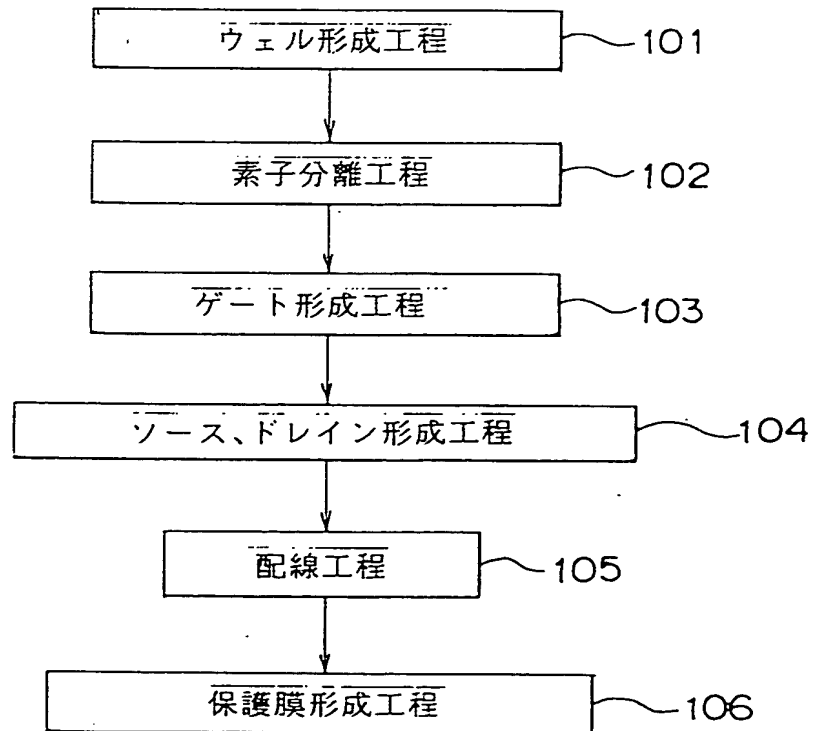 ウェル形成工程 101
素子分離工程 102
ゲート形成工程 103
ソース、ドレイン形成工程 104
配線工程 105
保護膜形成工程 106